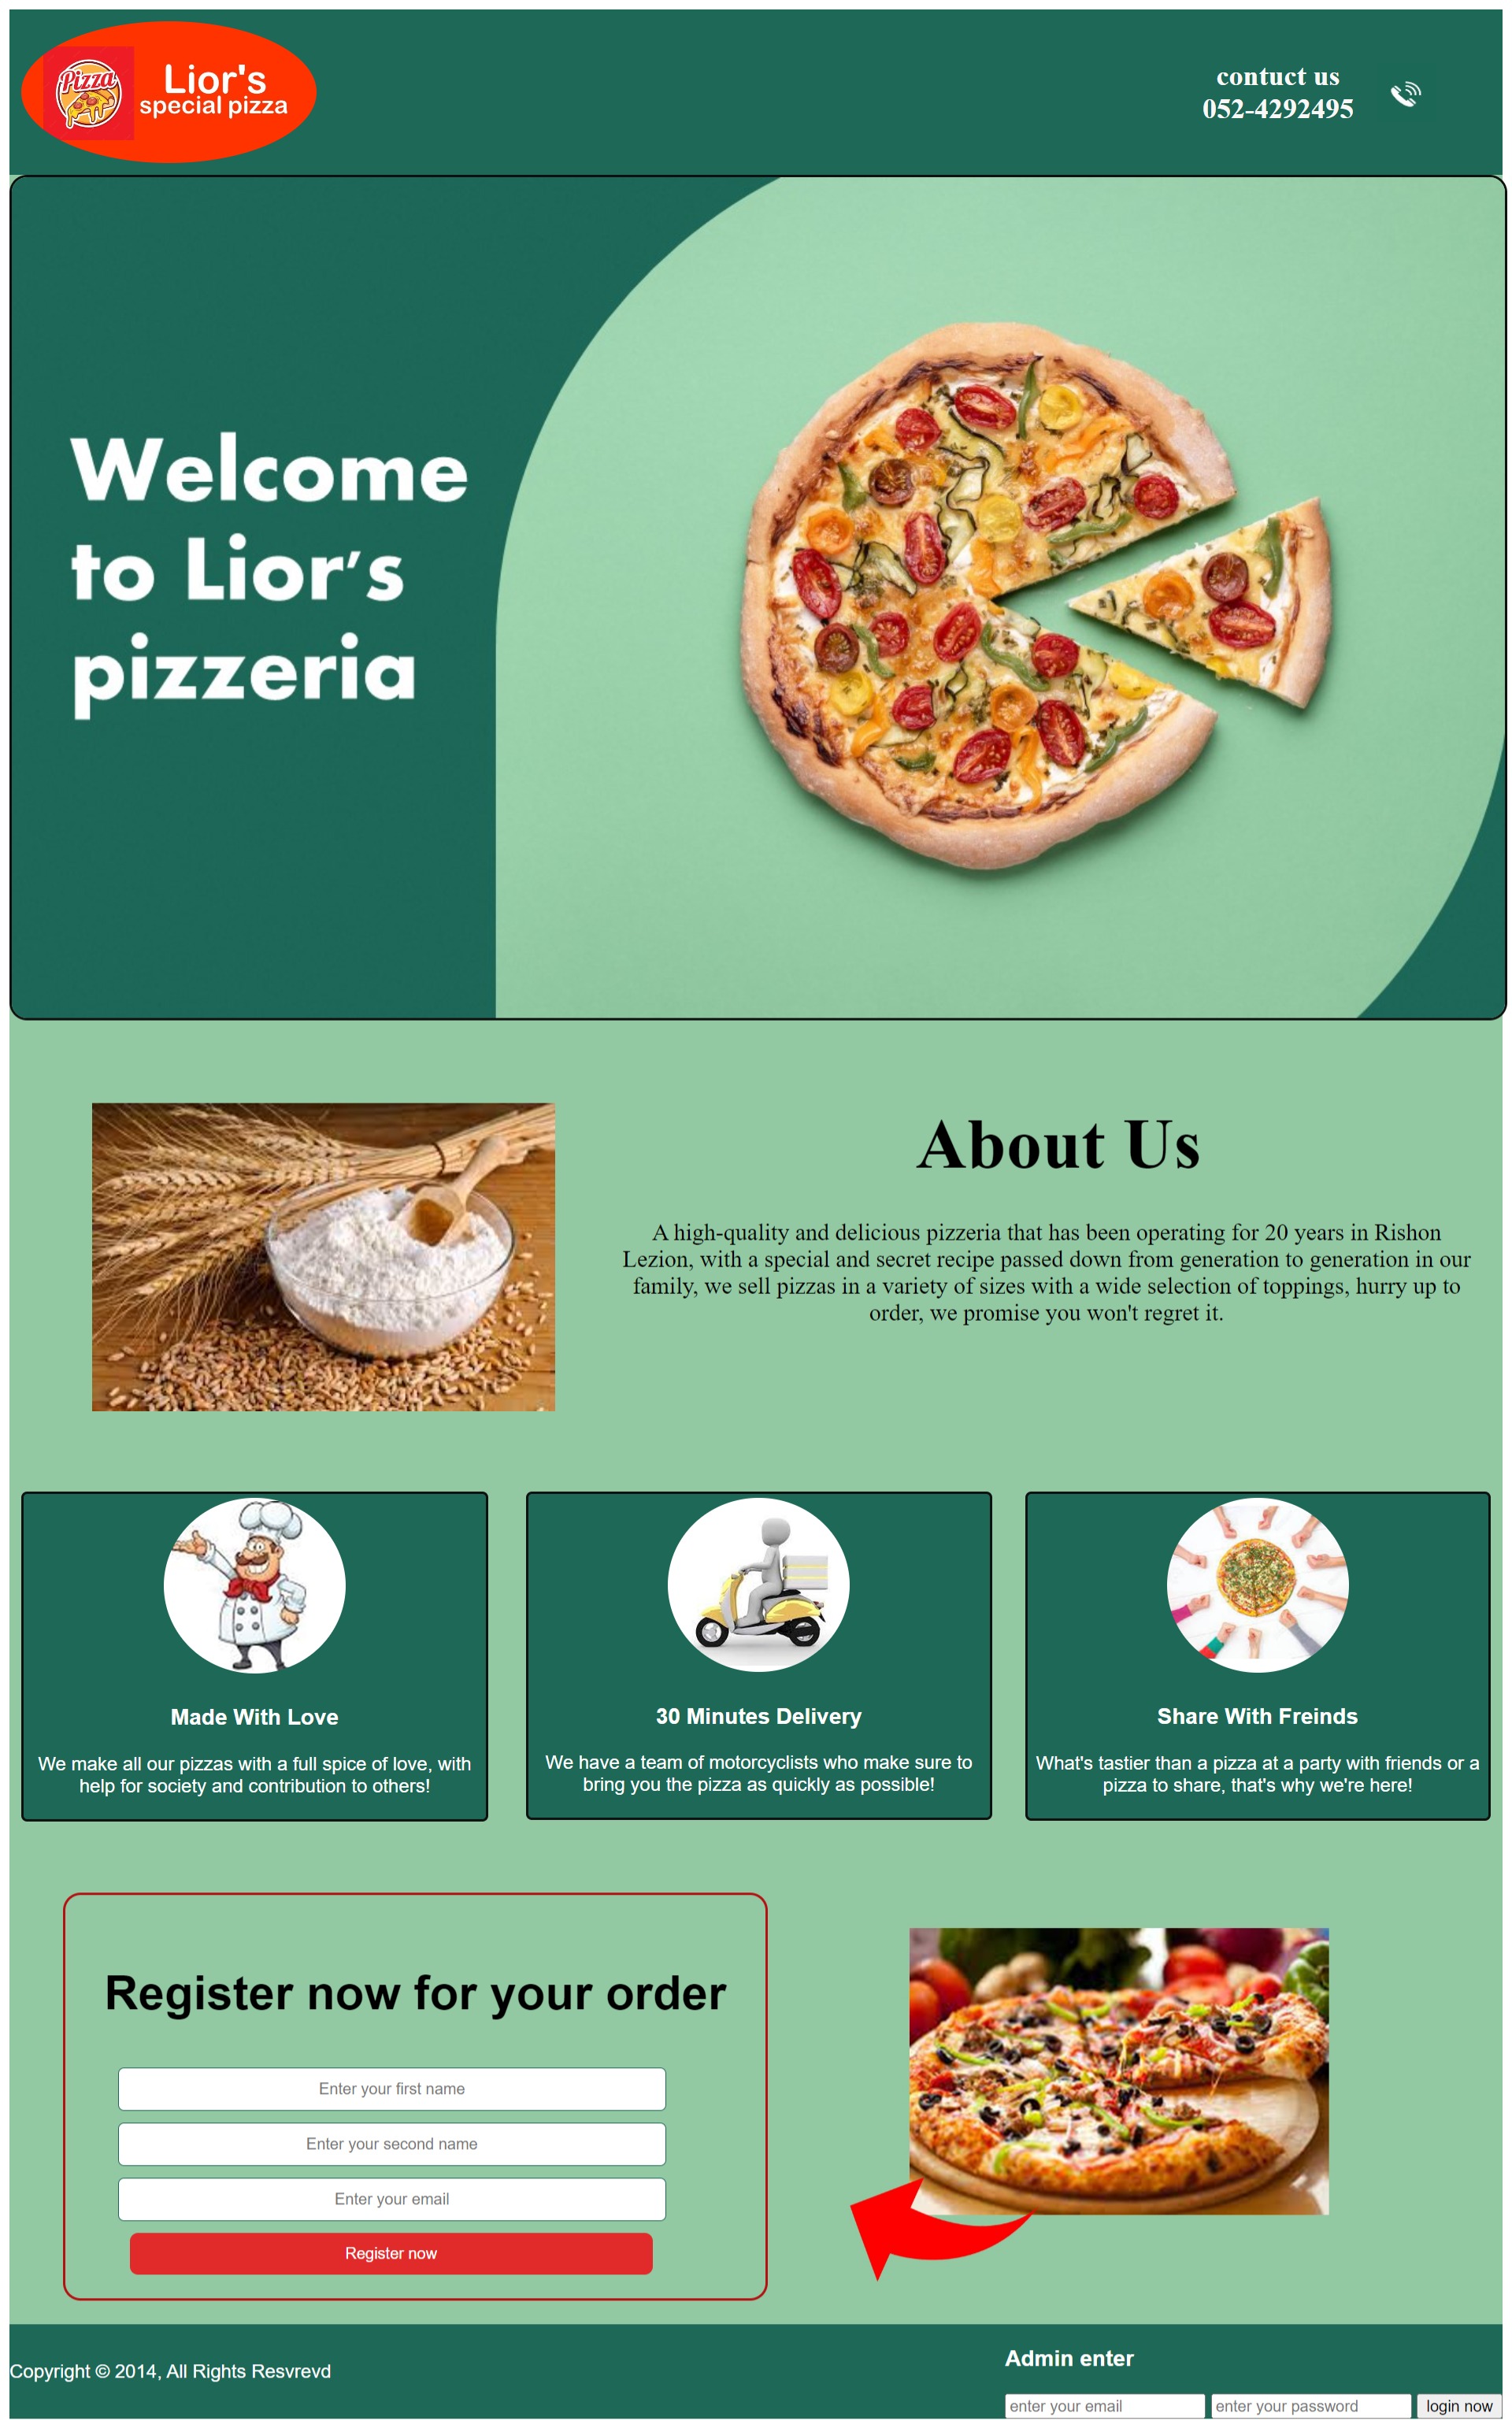 Pizza
Lior's
special pizza
contuct us
052-4292495
Welcome
to Lior's
pizzeria
About Us
A high-quality and delicious pizzeria that has been operating for 20 years in Rishon
Lezion, with a special and secret recipe passed down from generation to generation in our
family, we sell pizzas in a variety of sizes with a wide selection of toppings, hurry up to
order, we promise you won't regret it.
Made With Love
We make all our pizzas with a full spice of love, with
help for society and contribution to others!
30 Minutes Delivery
We have a team of motorcyclists who make sure to
bring you the pizza as quickly as possible!
Share With Freinds
What's tastier than a pizza at a party with friends or a
pizza to share, that's why we're here!
Register now for your order
Enter your first name
Enter your second name
Enter your email
Register now
Copyright © 2014, All Rights Resvrevd
Admin enter
enter your email
enter your password
login now